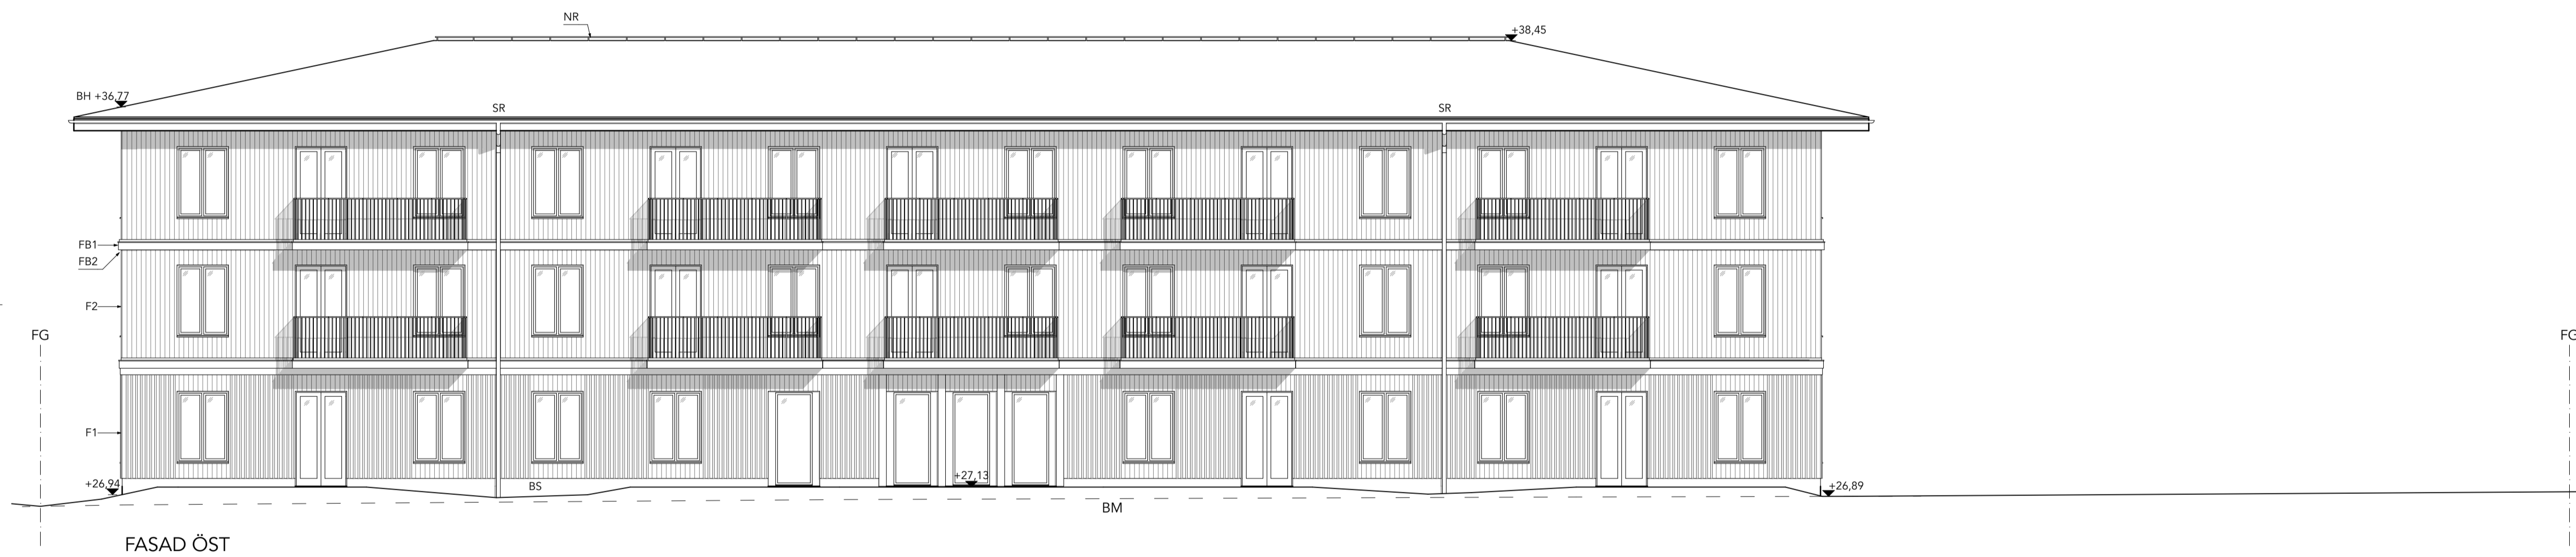 NR
+38,45
BH +36,77
SR
SR
FB1
FB2
F2
FG
FG
F1
+26,94
BS
+27,13
+26,89
BM
FASAD ÖST